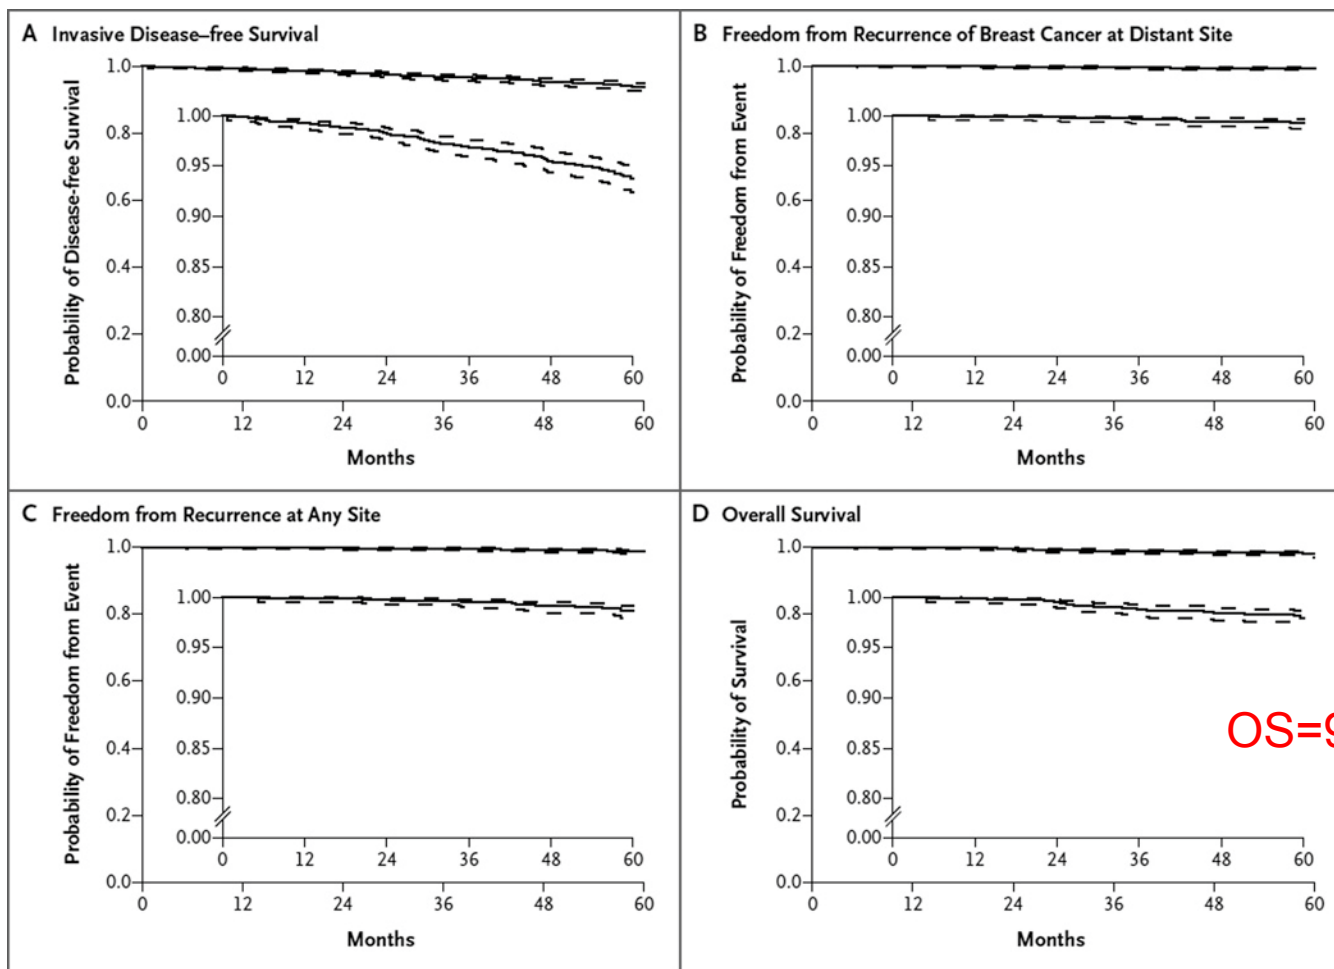 A Invasive Disease–free Survival
Probability of Disease-free Survival
1.0
0.8
0.6
0.4
0.2
0.0
1.00
0.95
0.90
0.85
0.80
0.00
0 12 24 36 48 60
0 12 24 36 48 60
Months
B Freedom from Recurrence of Breast Cancer at Distant Site
Probability of Freedom from Event
1.0
0.8
0.6
0.4
0.2
0.0
1.00
0.95
0.90
0.85
0.80
0.00
0 12 24 36 48 60
0 12 24 36 48 60
Months
C Freedom from Recurrence at Any Site
Probability of Freedom from Event
1.0
0.8
0.6
0.4
0.2
0.0
1.00
0.95
0.90
0.85
0.80
0.00
0 12 24 36 48 60
0 12 24 36 48 60
Months
D Overall Survival
Probability of Survival
1.0
0.8
0.6
0.4
0.2
0.0
1.00
0.95
0.90
0.85
0.80
0.00
0 12 24 36 48 60
0 12 24 36 48 60
Months
OS=9